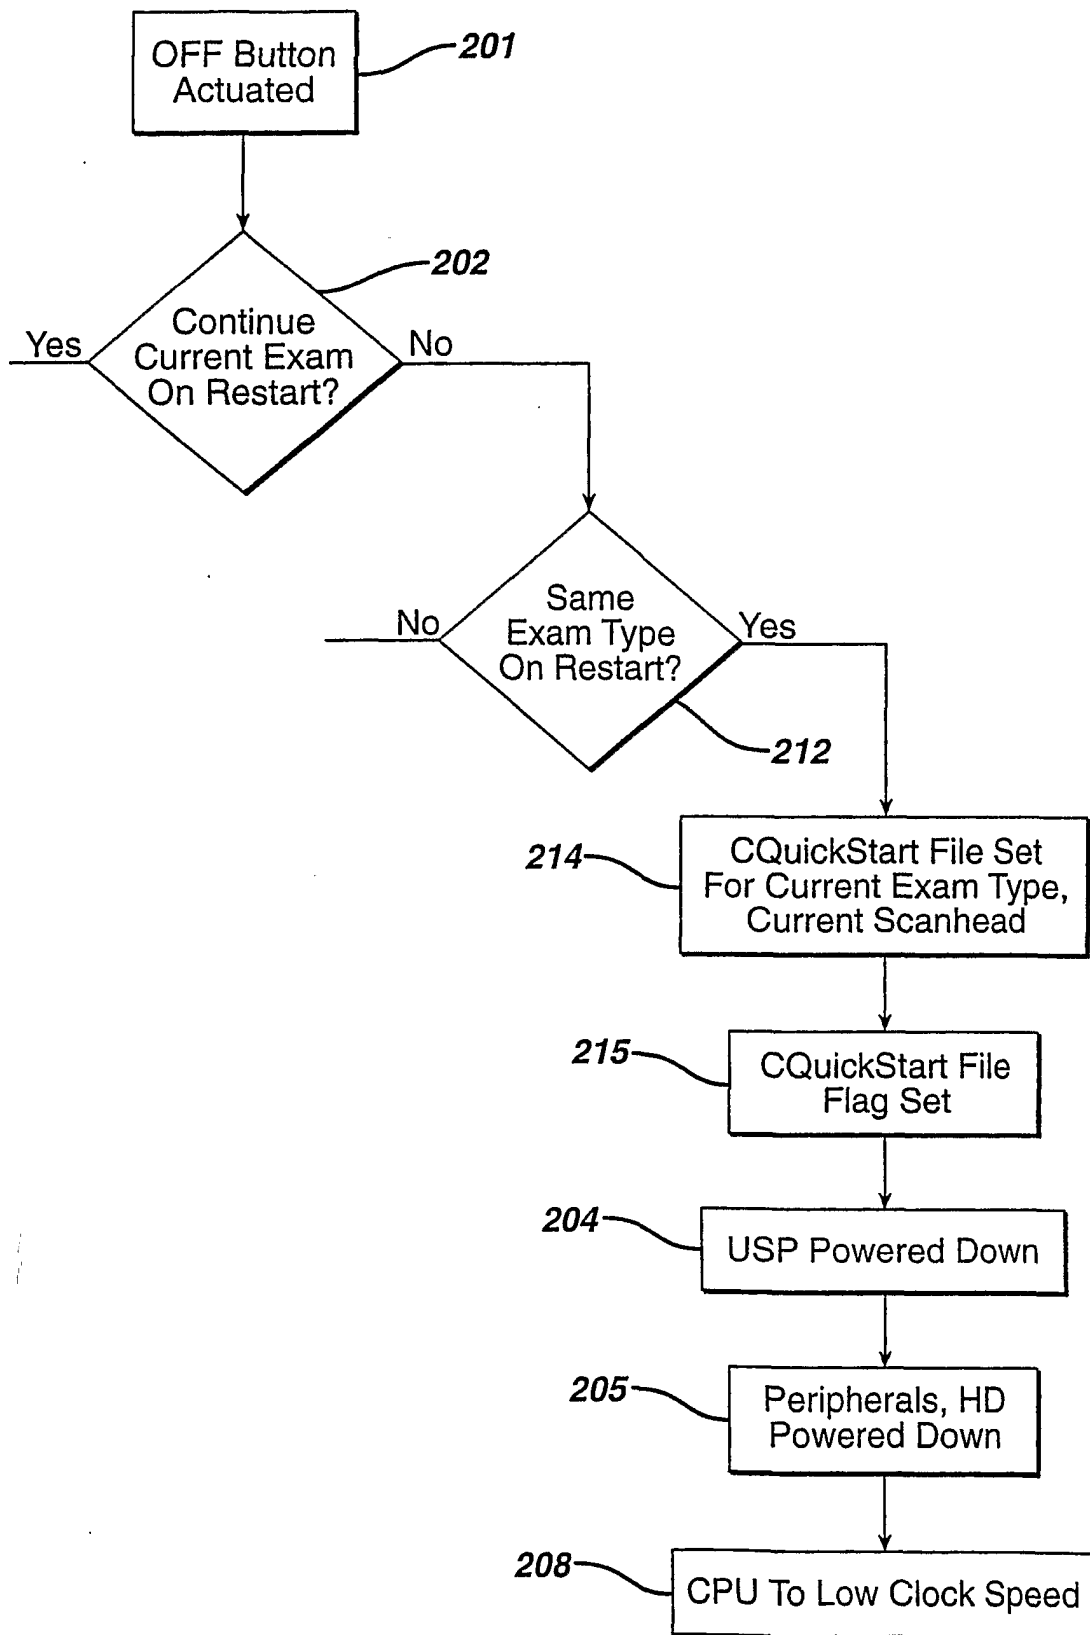 OFF Button
Actuated
201
202
Continue
Current Exam
On Restart?
Yes
No
Same
Exam Type
On Restart?
No
Yes
212
214
CQuickStart File Set
For Current Exam Type,
Current Scanhead
215
CQuickStart File
Flag Set
204
USP Powered Down
205
Peripherals, HD
Powered Down
208
CPU To Low Clock Speed